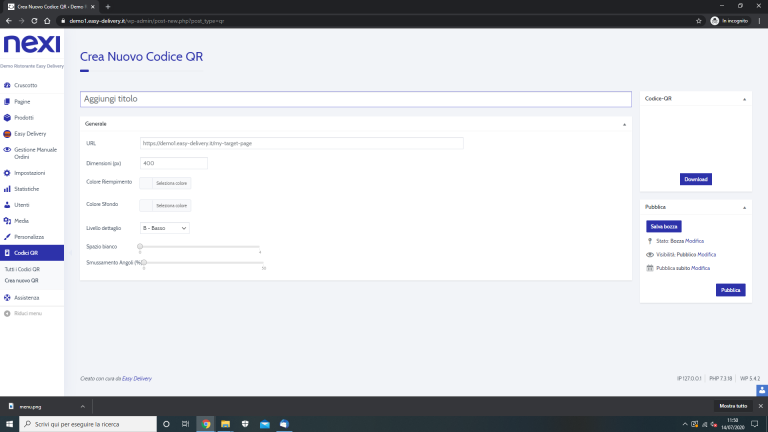 Crea Nuovo Codice QR ‹ Demo R
demo1.easy-delivery.it/wp-admin/post-new.php?post_type=qr
In incognito
nexi
Demo Ristorante Easy Delivery
Cruscotto
Pagine
Prodotti
Easy Delivery
Gestione Manuale Ordini
Impostazioni
Statistiche
Utenti
Media
Personalizza
Codici QR
Tutti i Codici QR
Crea nuovo QR
Assistenza
Riduci menu
Crea Nuovo Codice QR
Aggiungi titolo
Generale
URL
https://demo1.easy-delivery.it/my-target-page
Dimensioni (px)
400
Colore Riempimento
Seleziona colore
Colore Sfondo
Seleziona colore
Livello dettaglio
B - Basso
Spazio bianco
0
4
Smussamento Angoli (%)
0
50
Codice-QR
Download
Pubblica
Salva bozza
Stato: Bozza Modifica
Visibilità: Pubblico Modifica
Pubblica subito Modifica
Pubblica
Creato con cura da Easy Delivery
IP 127.0.0.1
PHP 7.3.18
WP 5.4.2
menu.png
Mostra tutto
Scrivi qui per eseguire la ricerca
11:50
14/07/2020